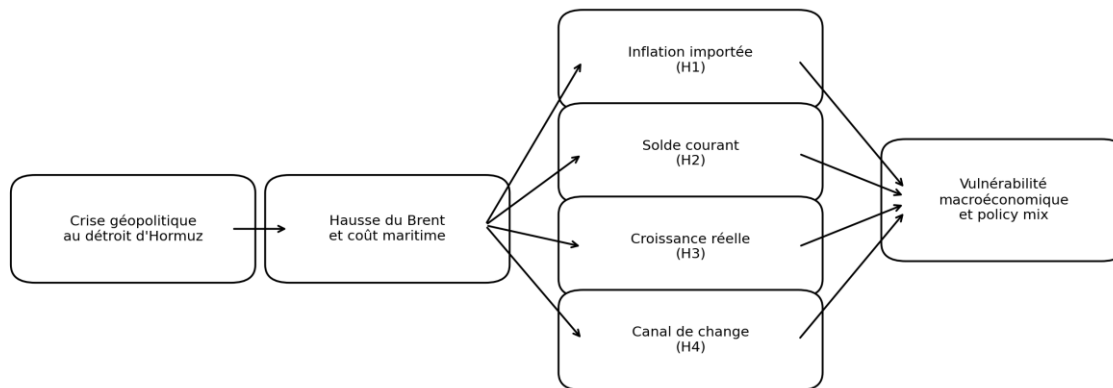 Crise géopolitique
au détroit d'Hormuz
Hausse du Brent
et coût maritime
Inflation importée
(H1)
Solde courant
(H2)
Croissance réelle
(H3)
Canal de change
(H4)
Vulnérabilité
macroéconomique
et policy mix